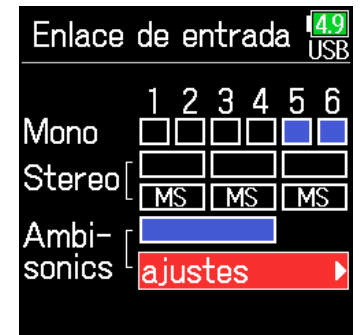 Enlace de entrada 4.9
USB
1 2 3 4 5 6
Mono
Stereo
MS MS MS
Ambi-
sonics
ajustes